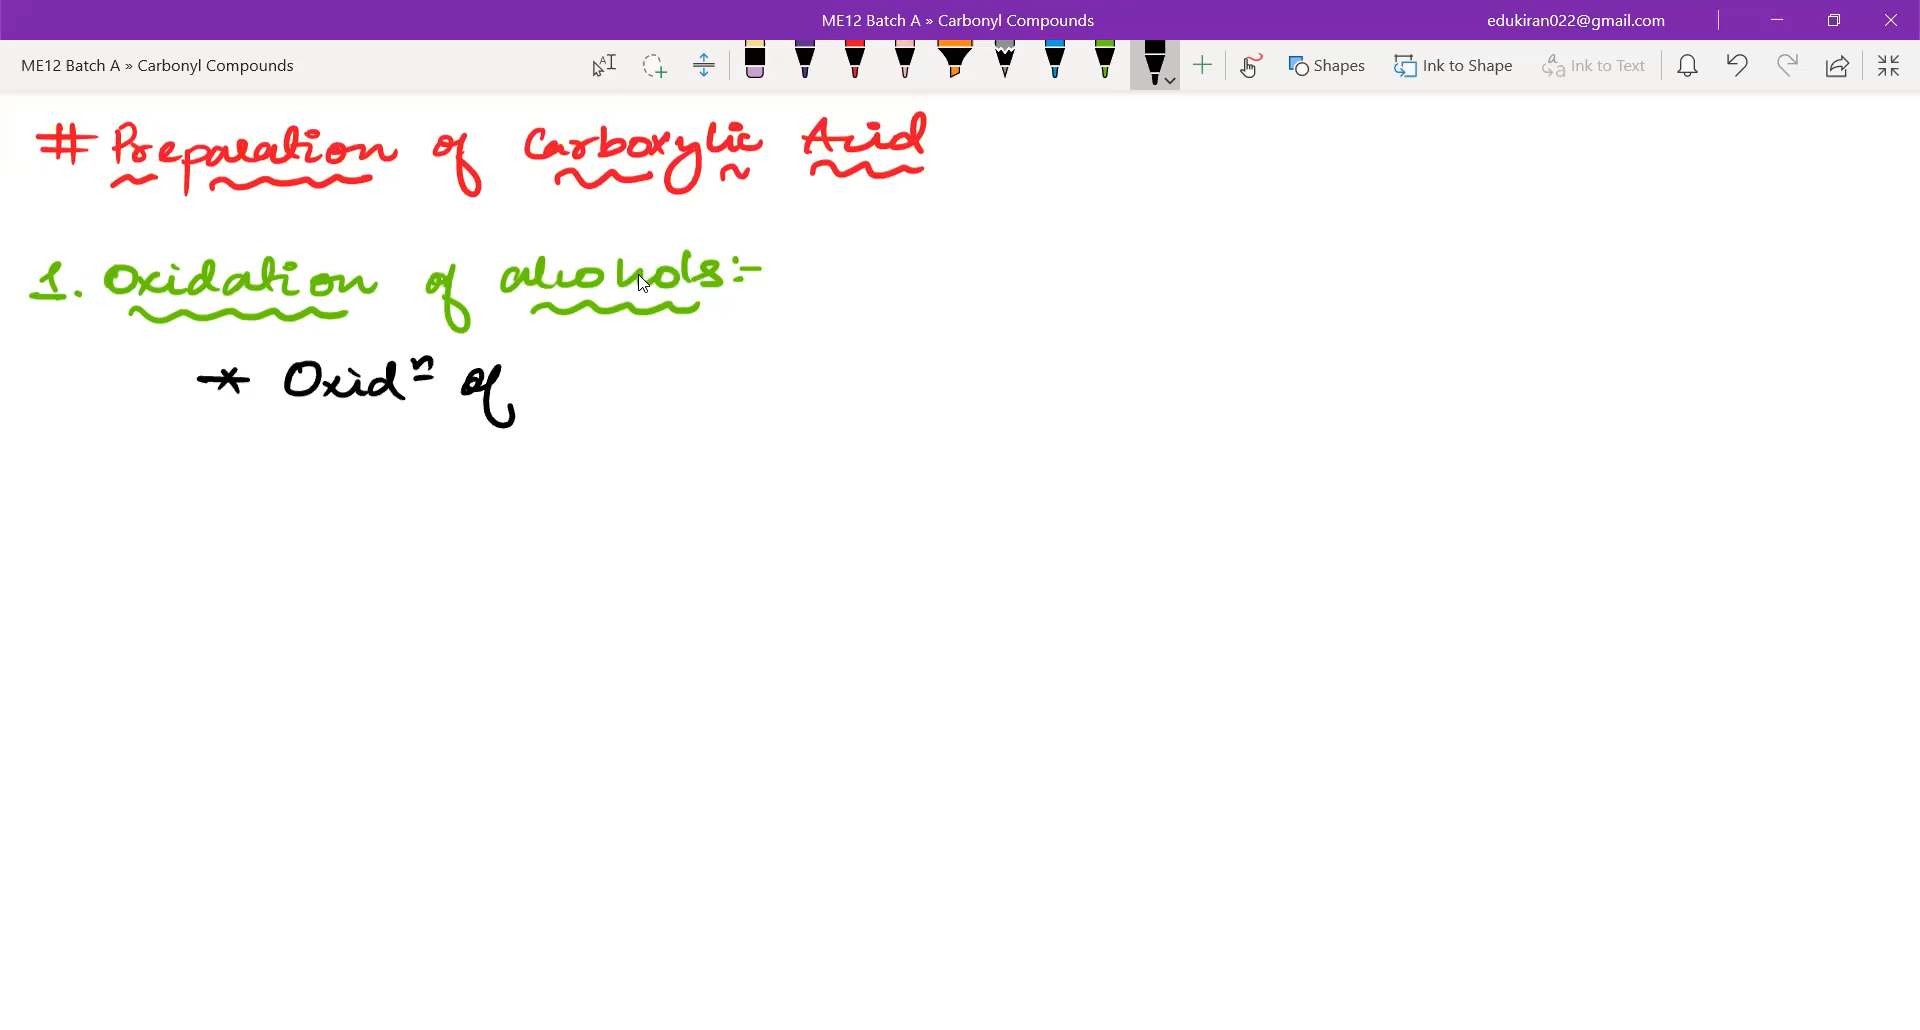 ME12 Batch A » Carbonyl Compounds
edukiran022@gmail.com
ME12 Batch A » Carbonyl Compounds
Shapes
Ink to Shape
Ink to Text
# Preparation of Carboxylic Acid
1. Oxidation of alcohols:-
* Oxidⁿ of